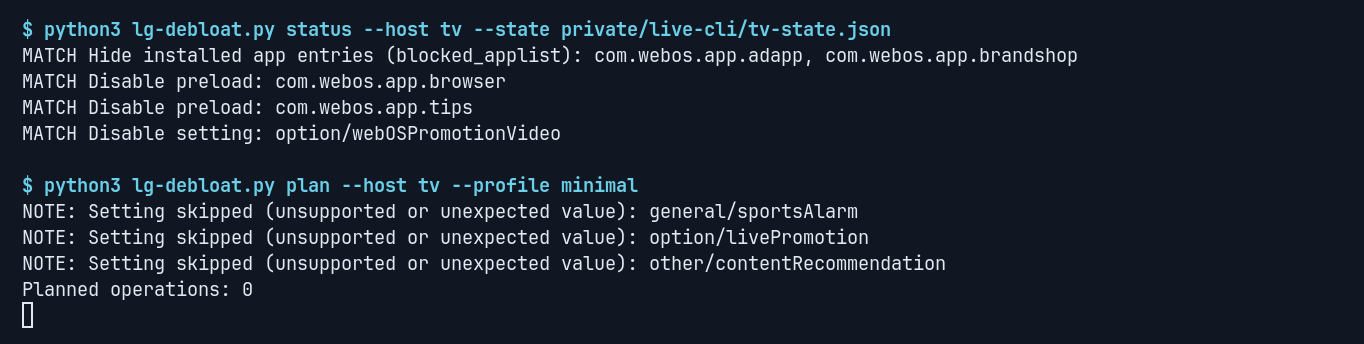 $ python3 lg-debloat.py status --host tv --state private/live-cli/tv-state.json
MATCH Hide installed app entries (blocked_applist): com.webos.app.adapp, com.webos.app.brandshop
MATCH Disable preload: com.webos.app.browser
MATCH Disable preload: com.webos.app.tips
MATCH Disable setting: option/webOSPromotionVideo
$ python3 lg-debloat.py plan --host tv --profile minimal
NOTE: Setting skipped (unsupported or unexpected value): general/sportsAlarm
NOTE: Setting skipped (unsupported or unexpected value): option/livePromotion
NOTE: Setting skipped (unsupported or unexpected value): other/contentRecommendation
Planned operations: 0